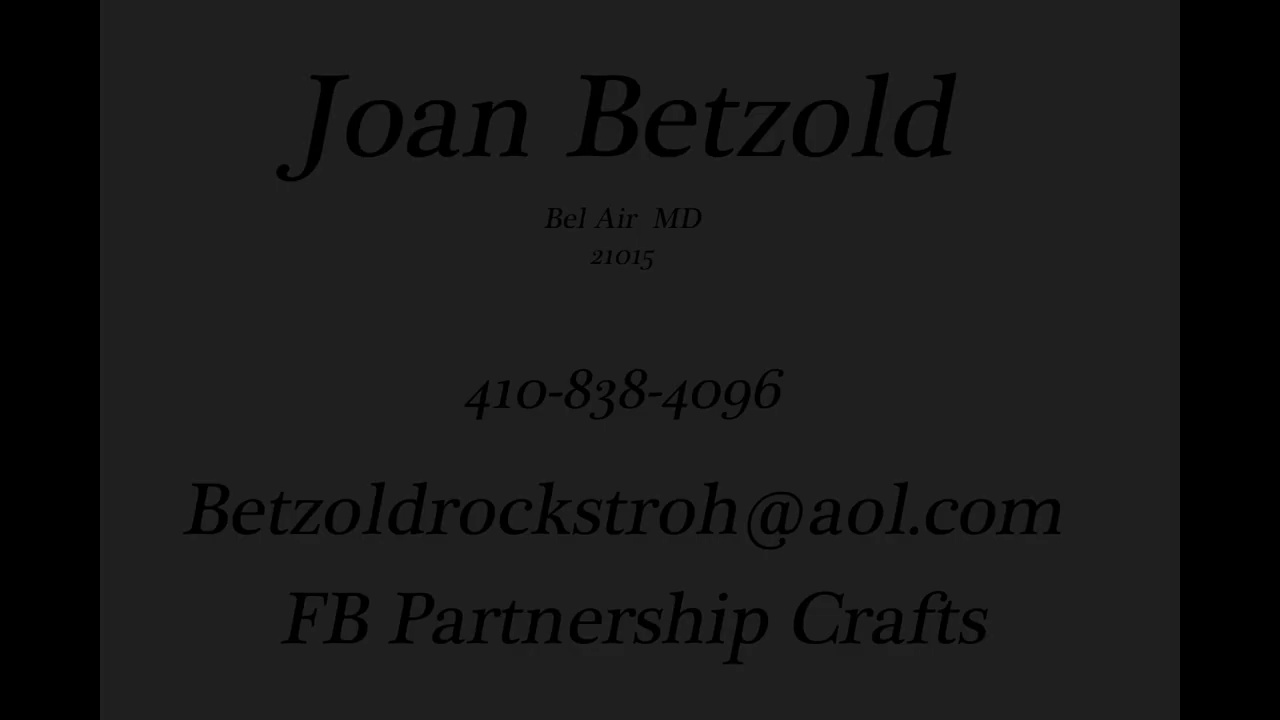 Joan Betzold
Bel Air MD
21015
410-838-4096
Betzoldrockstroh@aol.com
FB Partnership Crafts